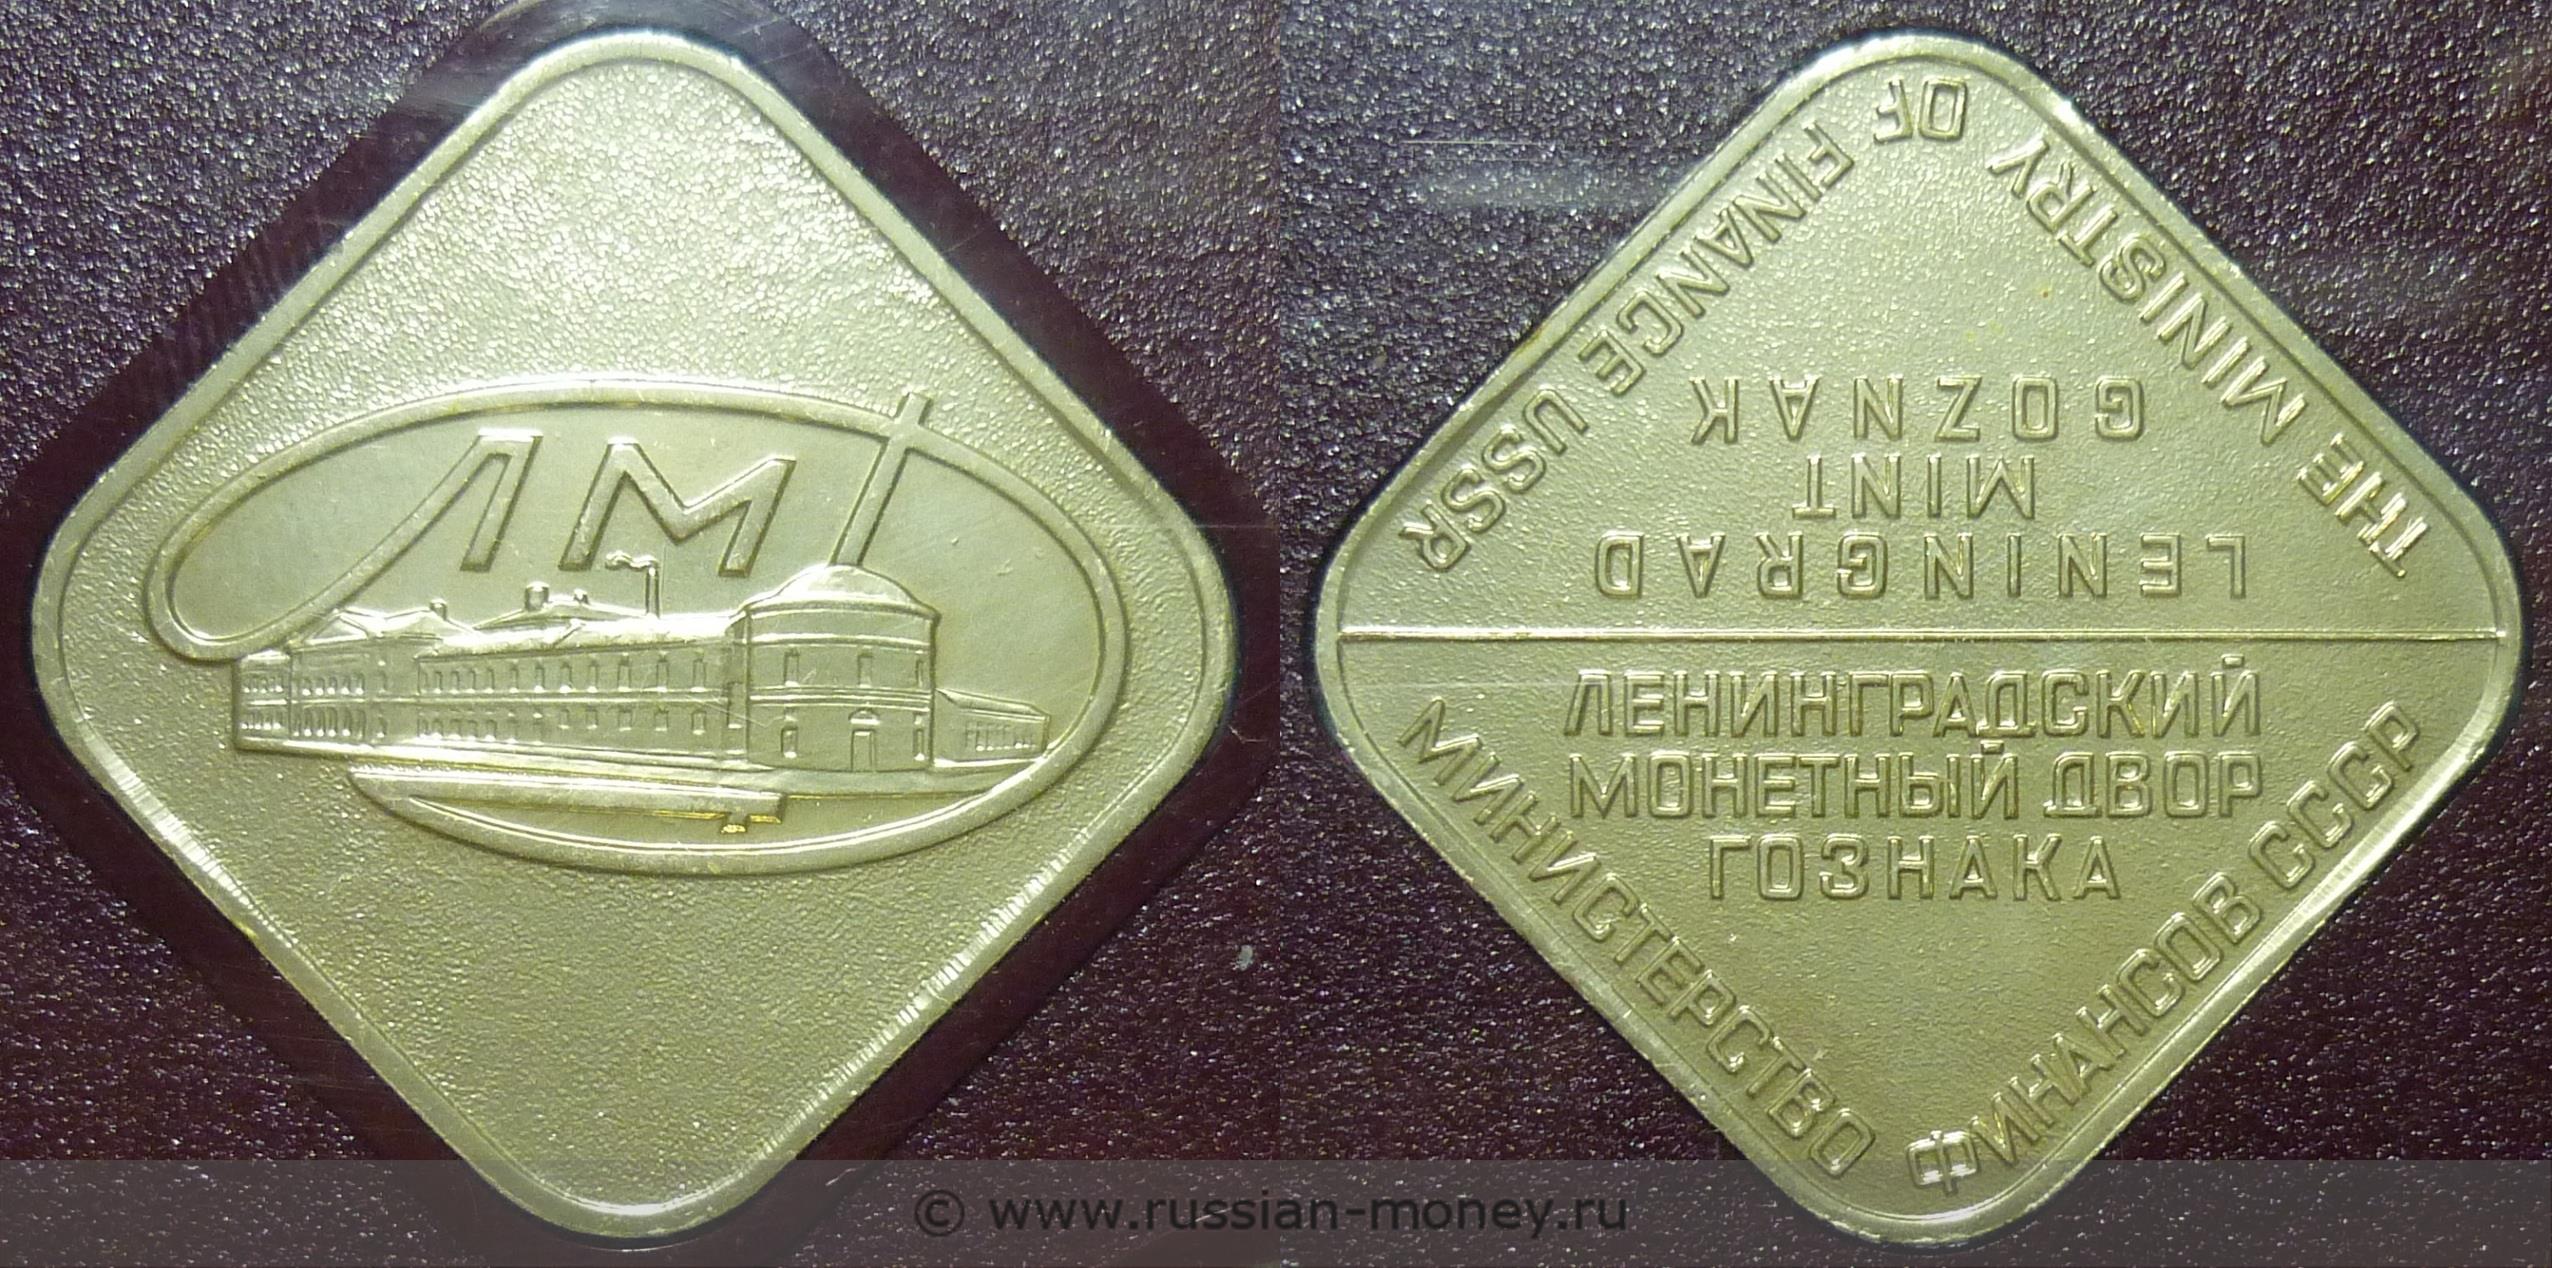 ЛМД
THE MINISTRY OF FINANCE USSR
LENINGRAD
MINT
GOZNAK
ЛЕНИНГРАДСКИЙ
МОНЕТНЫЙ ДВОР
ГОЗНАКА
МИНИСТЕРСТВО ФИНАНСОВ СССР
© www.russian-money.ru